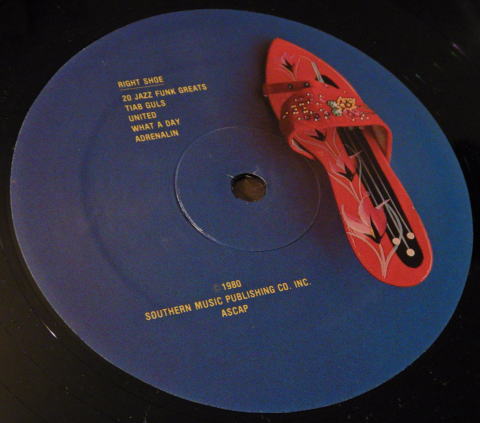 RIGHT SHOE
20 JAZZ FUNK GREATS
TIAB GULS
UNITED
WHAT A DAY
ADRENALIN
©1980
SOUTHERN MUSIC PUBLISHING CO. INC.
ASCAP